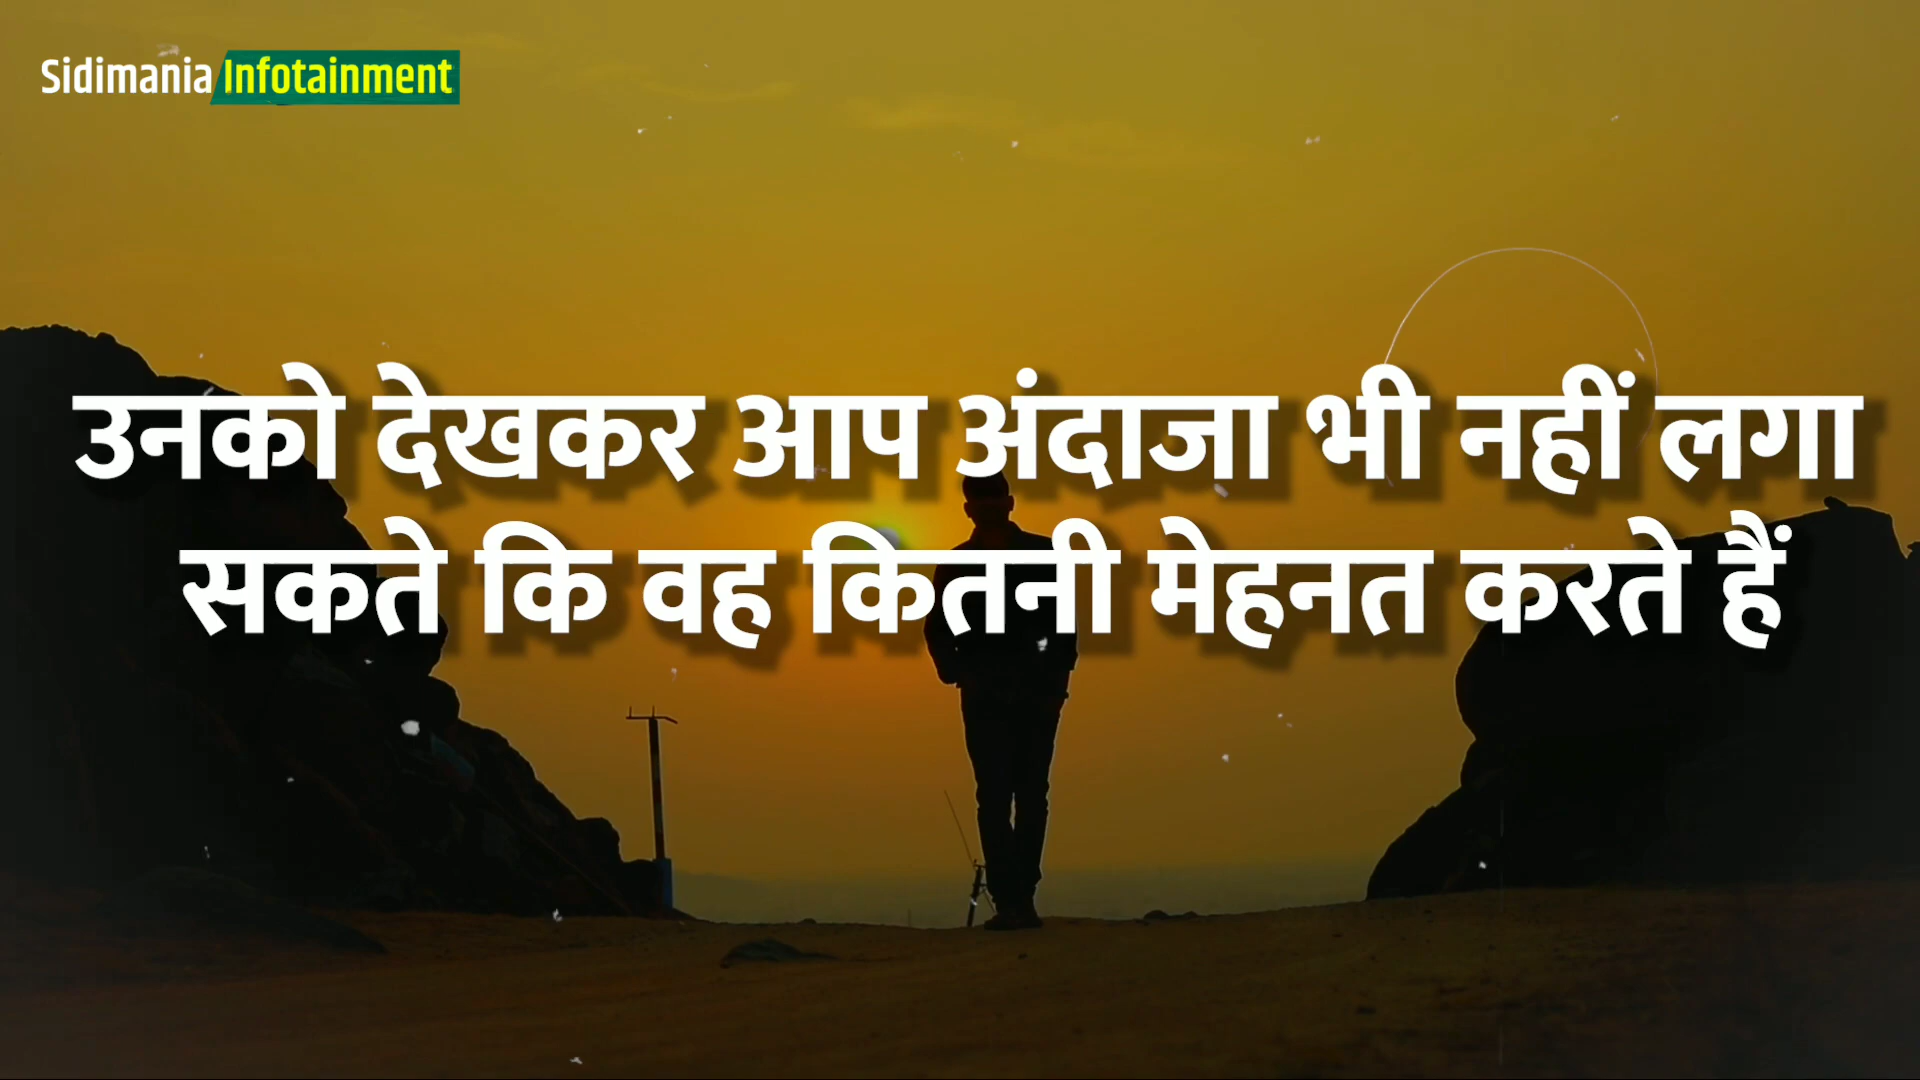 Sidimania Infotainment
उनको देखकर आप अंदाजा भी नहीं लगा
सकते कि वह कितनी मेहनत करते हैं